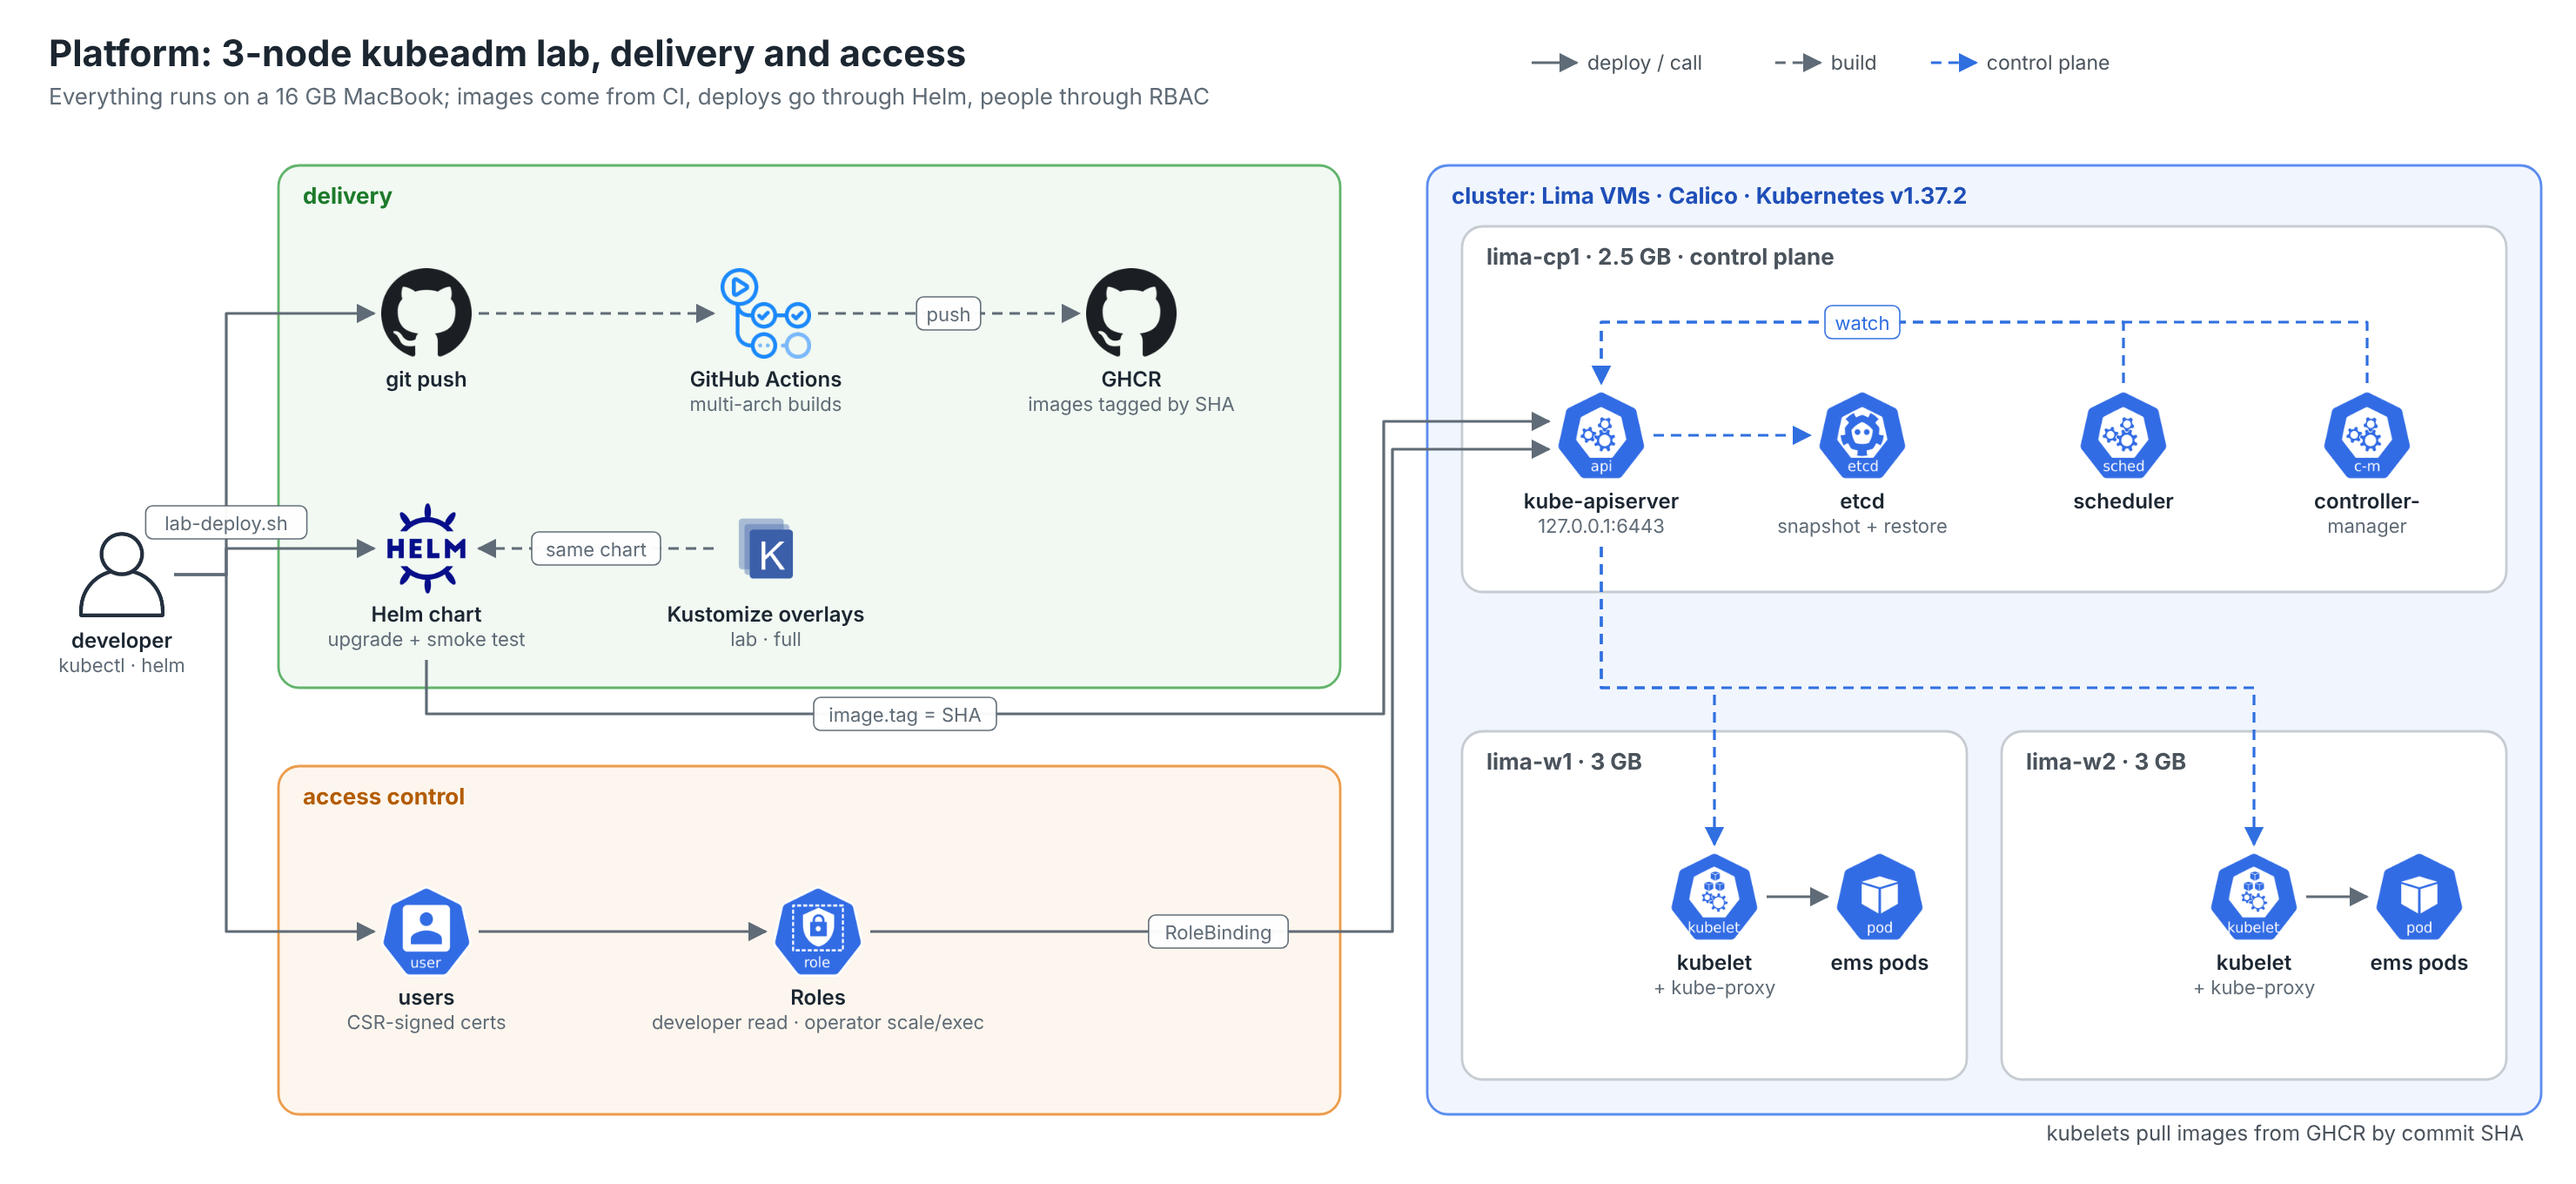 Platform: 3-node kubeadm lab, delivery and access
Everything runs on a 16 GB MacBook; images come from CI, deploys go through Helm, people through RBAC
deploy / call
build
control plane
delivery
git push
GitHub Actions
multi-arch builds
push
GHCR
images tagged by SHA
lab-deploy.sh
developer
kubectl · helm
HELM
Helm chart
upgrade + smoke test
same chart
K
Kustomize overlays
lab · full
image.tag = SHA
access control
user
users
CSR-signed certs
role
Roles
developer read · operator scale/exec
RoleBinding
cluster: Lima VMs · Calico · Kubernetes v1.37.2
lima-cp1 · 2.5 GB · control plane
watch
api
kube-apiserver
127.0.0.1:6443
etcd
etcd
snapshot + restore
sched
scheduler
c-m
controller-
manager
lima-w1 · 3 GB
kubelet
kubelet
+ kube-proxy
pod
ems pods
lima-w2 · 3 GB
kubelet
kubelet
+ kube-proxy
pod
ems pods
kubelets pull images from GHCR by commit SHA